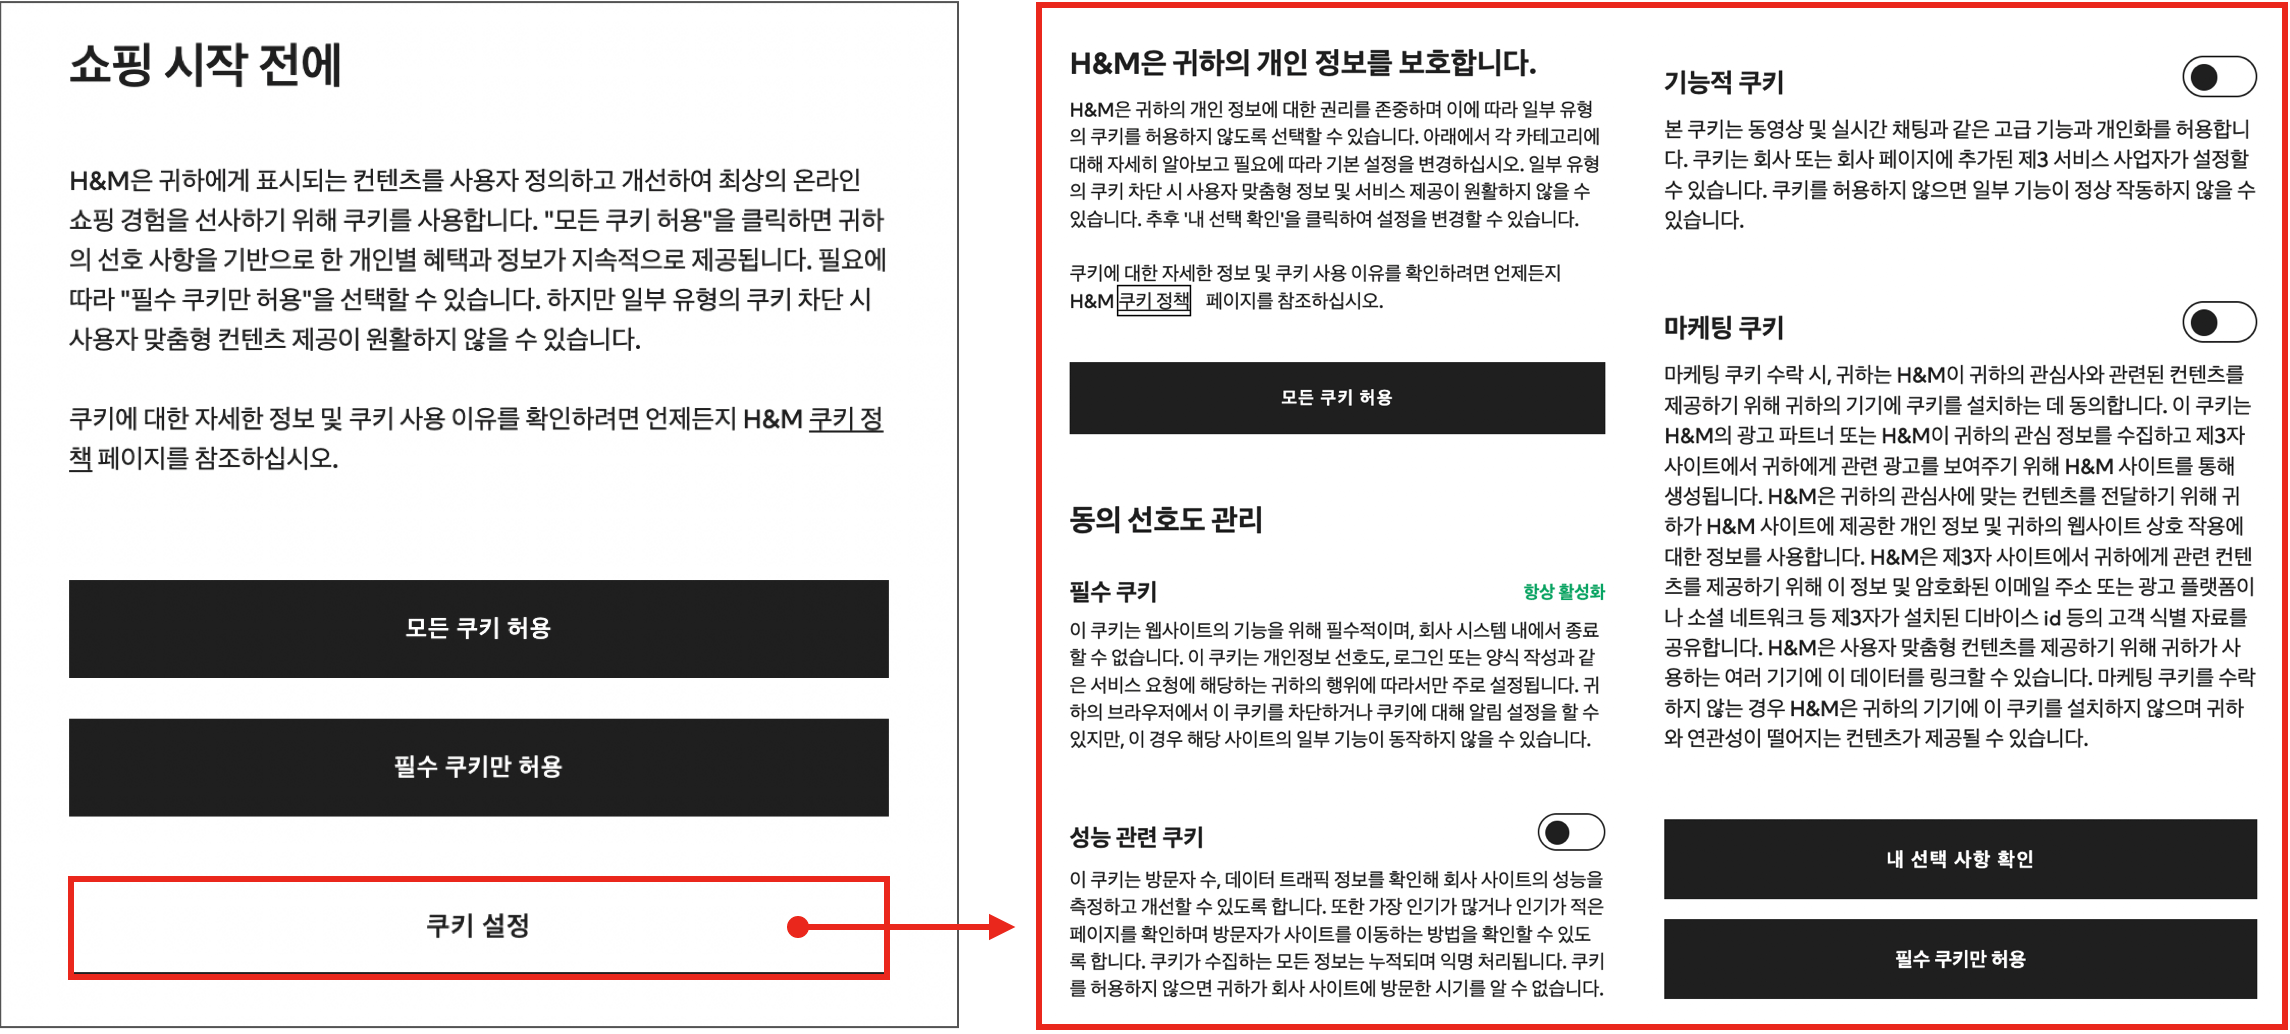 쇼핑 시작 전에
H&M은 귀하에게 표시되는 컨텐츠를 사용자 정의하고 개선하여 최상의 온라인
쇼핑 경험을 선사하기 위해 쿠키를 사용합니다. "모든 쿠키 허용"을 클릭하면 귀하
의 선호 사항을 기반으로 한 개인별 혜택과 정보가 지속적으로 제공됩니다. 필요에
따라 "필수 쿠키만 허용"을 선택할 수 있습니다. 하지만 일부 유형의 쿠키 차단 시
사용자 맞춤형 컨텐츠 제공이 원활하지 않을 수 있습니다.
쿠키에 대한 자세한 정보 및 쿠키 사용 이유를 확인하려면 언제든지 H&M 쿠키 정
책 페이지를 참조하십시오.
모든 쿠키 허용
필수 쿠키만 허용
쿠키 설정
H&M은 귀하의 개인 정보를 보호합니다.
H&M은 귀하의 개인 정보에 대한 권리를 존중하며 이에 따라 일부 유형
의 쿠키를 허용하지 않도록 선택할 수 있습니다. 아래에서 각 카테고리에
대해 자세히 알아보고 필요에 따라 기본 설정을 변경하십시오. 일부 유형
의 쿠키 차단 시 사용자 맞춤형 정보 및 서비스 제공이 원활하지 않을 수
있습니다. 추후 '내 선택 확인'을 클릭하여 설정을 변경할 수 있습니다.
쿠키에 대한 자세한 정보 및 쿠키 사용 이유를 확인하려면 언제든지
H&M 쿠키 정책 페이지를 참조하십시오.
모든 쿠키 허용
동의 선호도 관리
필수 쿠키 항상 활성화
이 쿠키는 웹사이트의 기능을 위해 필수적이며, 회사 시스템 내에서 종료
할 수 없습니다. 이 쿠키는 개인정보 선호도, 로그인 또는 양식 작성과 같
은 서비스 요청에 해당하는 귀하의 행위에 따라서만 주로 설정됩니다. 귀
하의 브라우저에서 이 쿠키를 차단하거나 쿠키에 대해 알림 설정을 할 수
있지만, 이 경우 해당 사이트의 일부 기능이 동작하지 않을 수 있습니다.
성능 관련 쿠키
이 쿠키는 방문자 수, 데이터 트래픽 정보를 확인해 회사 사이트의 성능을
측정하고 개선할 수 있도록 합니다. 또한 가장 인기가 많거나 인기가 적은
페이지를 확인하며 방문자가 사이트를 이동하는 방법을 확인할 수 있도
록 합니다. 쿠키가 수집하는 모든 정보는 누적되며 익명 처리됩니다. 쿠키
를 허용하지 않으면 귀하가 회사 사이트에 방문한 시기를 알 수 없습니다.
기능적 쿠키
본 쿠키는 동영상 및 실시간 채팅과 같은 고급 기능과 개인화를 허용합니
다. 쿠키는 회사 또는 회사 페이지에 추가된 제3 서비스 사업자가 설정할
수 있습니다. 쿠키를 허용하지 않으면 일부 기능이 정상 작동하지 않을 수
있습니다.
마케팅 쿠키
마케팅 쿠키 수락 시, 귀하는 H&M이 귀하의 관심사와 관련된 컨텐츠를
제공하기 위해 귀하의 기기에 쿠키를 설치하는 데 동의합니다. 이 쿠키는
H&M의 광고 파트너 또는 H&M이 귀하의 관심 정보를 수집하고 제3자
사이트에서 귀하에게 관련 광고를 보여주기 위해 H&M 사이트를 통해
생성됩니다. H&M은 귀하의 관심사에 맞는 컨텐츠를 전달하기 위해 귀
하가 H&M 사이트에 제공한 개인 정보 및 귀하의 웹사이트 상호 작용에
대한 정보를 사용합니다. H&M은 제3자 사이트에서 귀하에게 관련 컨텐
츠를 제공하기 위해 이 정보 및 암호화된 이메일 주소 또는 광고 플랫폼이
나 소셜 네트워크 등 제3자가 설치된 디바이스 id 등의 고객 식별 자료를
공유합니다. H&M은 사용자 맞춤형 컨텐츠를 제공하기 위해 귀하가 사
용하는 여러 기기에 이 데이터를 링크할 수 있습니다. 마케팅 쿠키를 수락
하지 않는 경우 H&M은 귀하의 기기에 이 쿠키를 설치하지 않으며 귀하
와 연관성이 떨어지는 컨텐츠가 제공될 수 있습니다.
내 선택 사항 확인
필수 쿠키만 허용